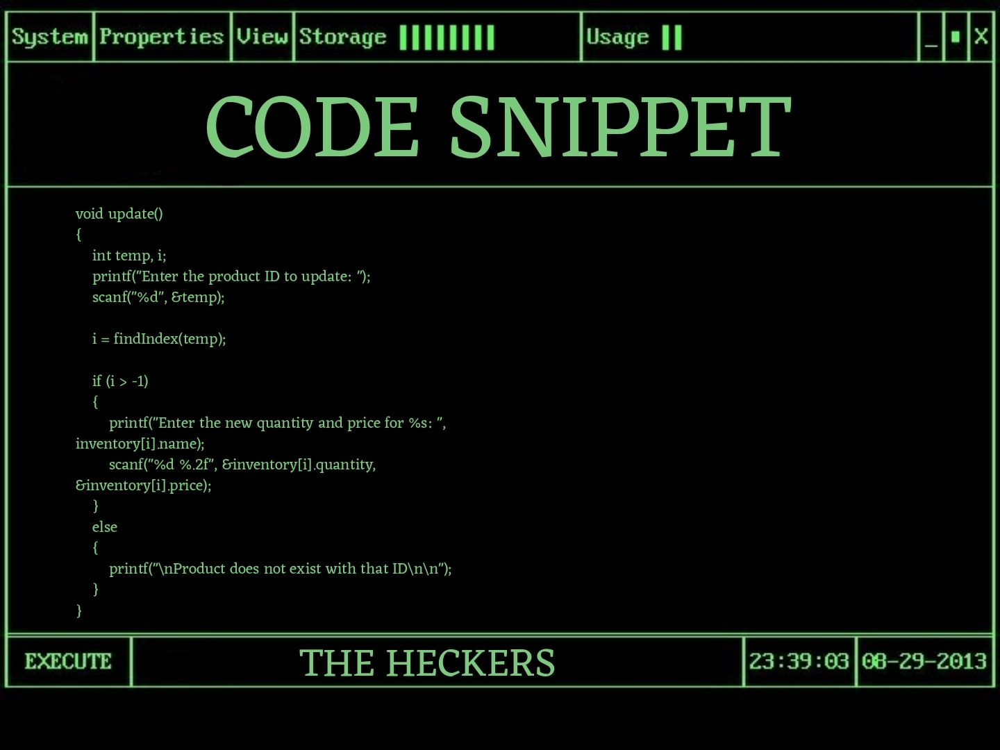 System Properties View Storage Usage _ ▪ X
CODE SNIPPET
void update()
{
    int temp, i;
    printf("Enter the product ID to update: ");
    scanf("%d", &temp);

    i = findIndex(temp);

    if (i > -1)
    {
        printf("Enter the new quantity and price for %s: ",
inventory[i].name);
        scanf("%d %.2f", &inventory[i].quantity,
&inventory[i].price);
    }
    else
    {
        printf("\nProduct does not exist with that ID\n\n");
    }
}
EXECUTE THE HECKERS 23:39:03 08-29-2013